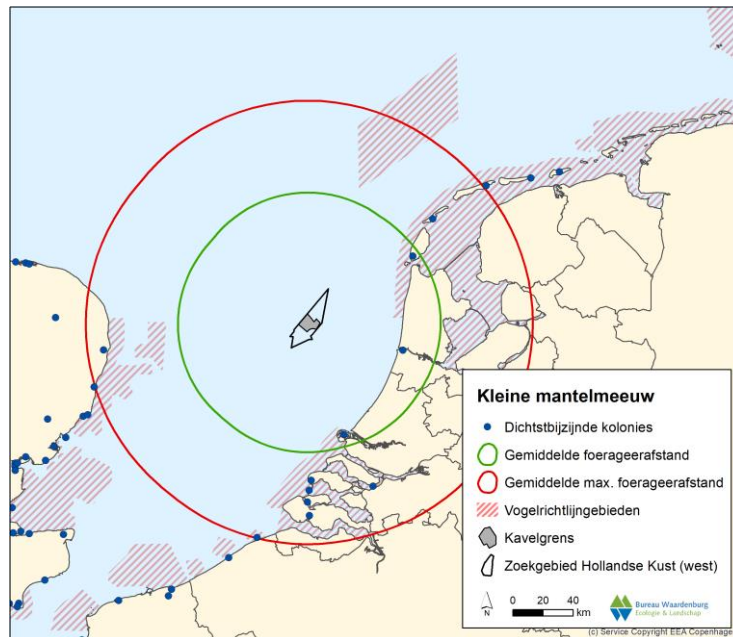 Kleine mantelmeeuw
Dichtstbijzijnde kolonies
Gemiddelde foerageerafstand
Gemiddelde max. foerageerafstand
Vogelrichtlijngebieden
Kavelgrens
Zoekgebied Hollandse Kust (west)
N
0 20 40
km
Bureau Waardenburg
Ecologie & Landschap
(c) Service Copyright EEA Copenhage